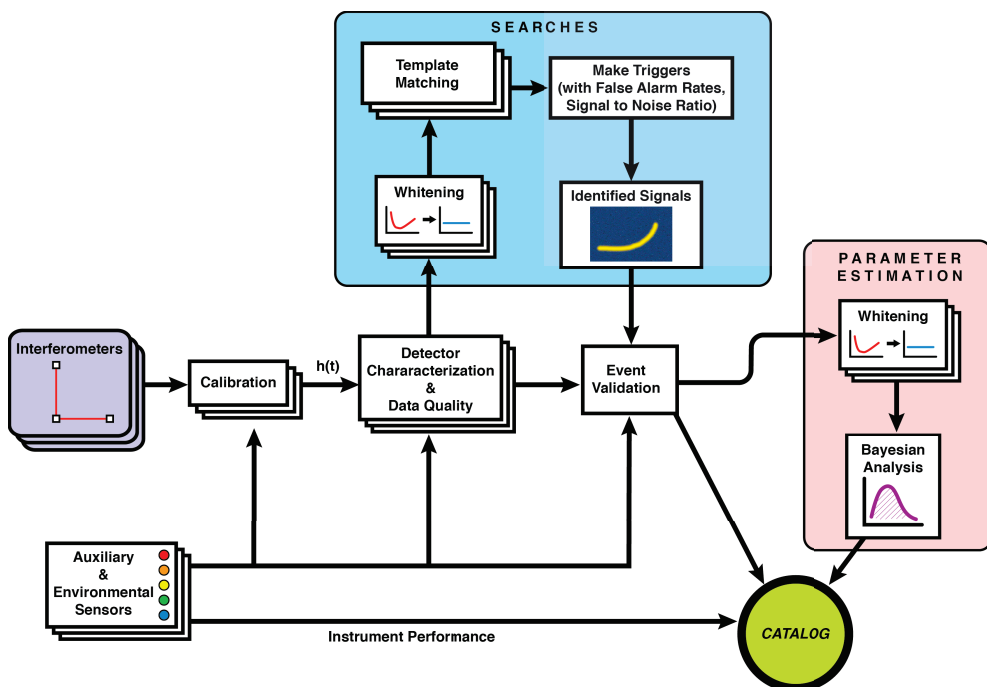 SEARCHES
Template
Matching
Make Triggers
(with False Alarm Rates,
Signal to Noise Ratio)
Whitening
Identified Signals
PARAMETER
ESTIMATION
Whitening
Interferometers
Calibration
h(t)
Detector
Chararacterization
&
Data Quality
Event
Validation
Bayesian
Analysis
Auxiliary
&
Environmental
Sensors
Instrument Performance
CATALOG